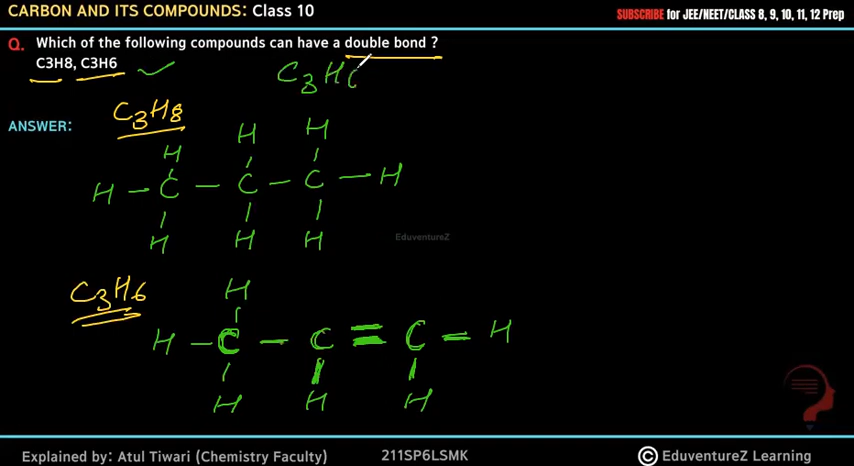 CARBON AND ITS COMPOUNDS: Class 10
SUBSCRIBE for JEE/NEET/CLASS 8, 9, 10, 11, 12 Prep
Q. Which of the following compounds can have a double bond ?
C3H8, C3H6
C3H6
C3H8
ANSWER:
H H H
H - C - C - C - H
H H H
EduventureZ
C3H6
H
H - C - C = C = H
H H H
Explained by: Atul Tiwari (Chemistry Faculty)
211SP6LSMK
© EduventureZ Learning